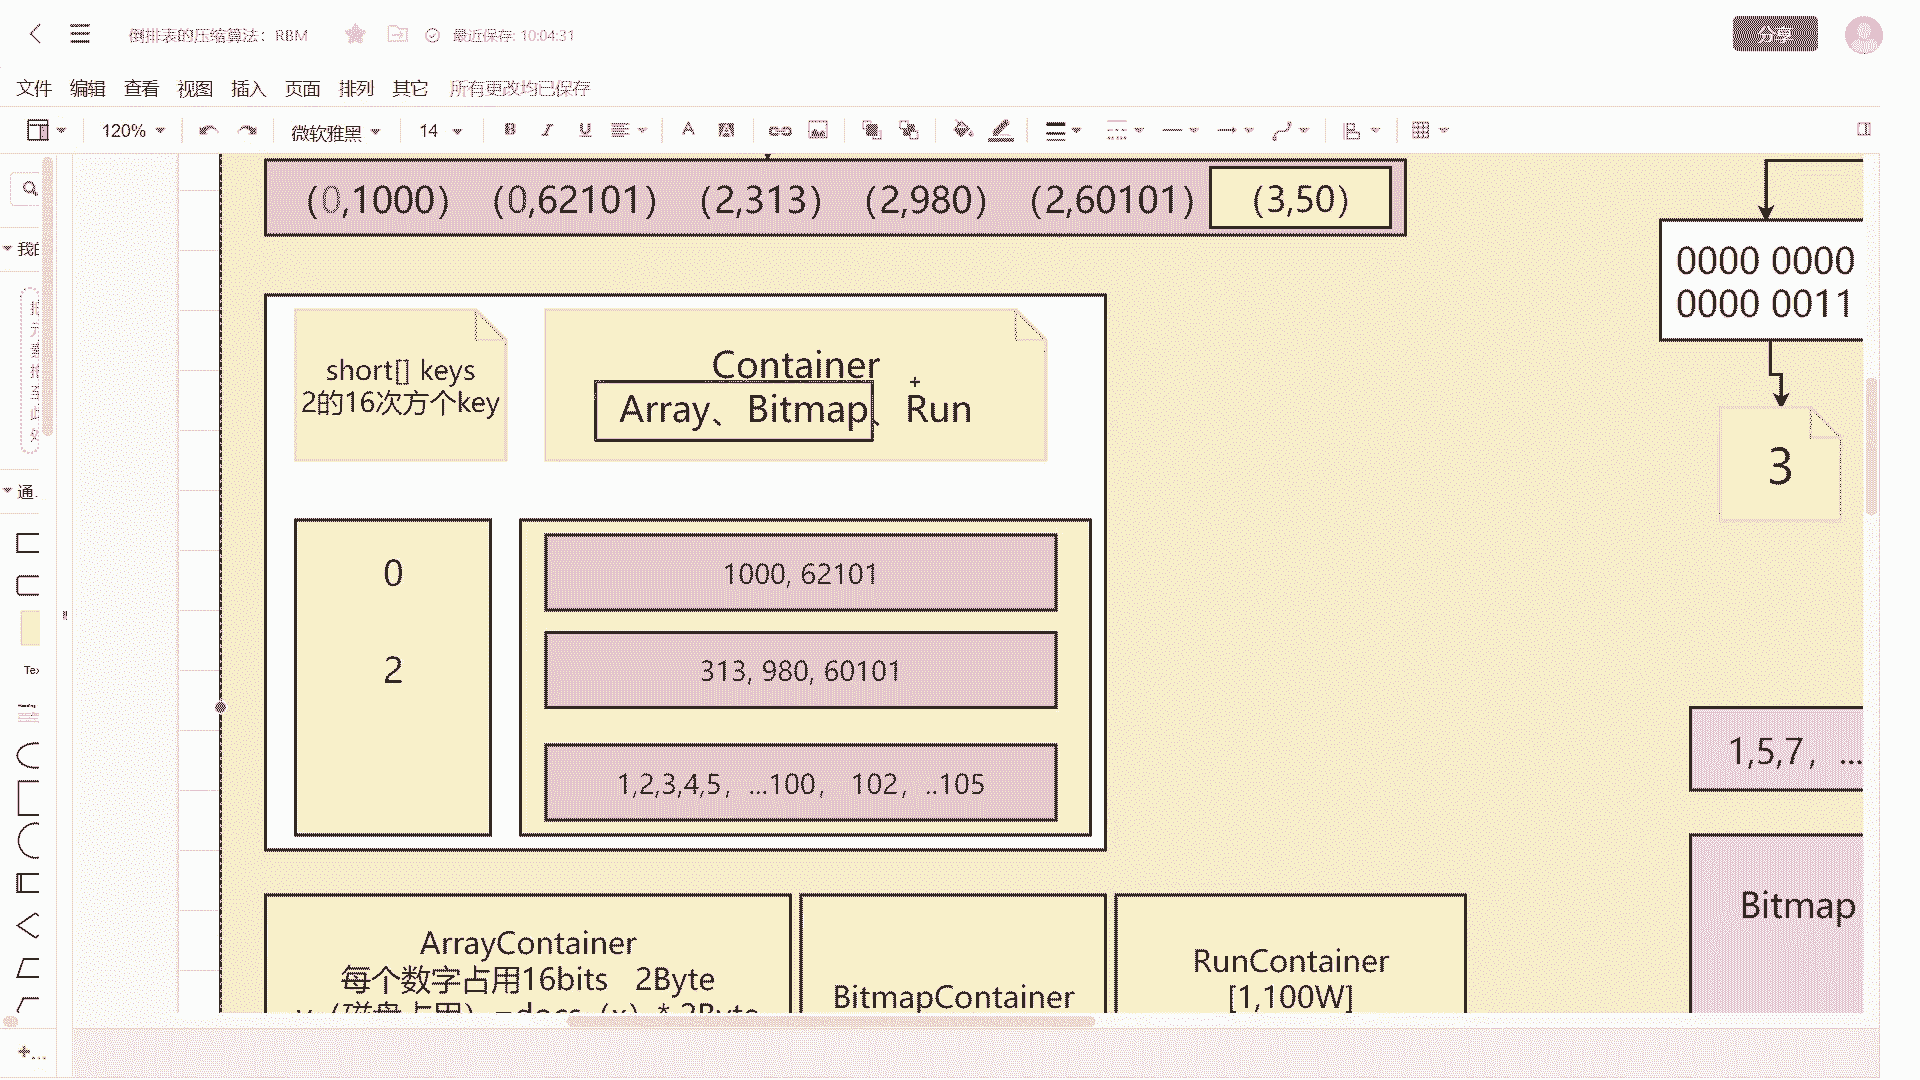 倒排表的压缩算法：RBM
最近保存: 10:04:31
分享
文件 编辑 查看 视图 插入 页面 排列 其它 所有更改均已保存
120% 微软雅黑 14 B I U A A
(0,1000) (0,62101) (2,313) (2,980) (2,60101) (3,50)
0000 0000
0000 0011
short[] keys
2的16次方个key
Container
Array、Bitmap、 Run
3
通.
0
1000, 62101
2
313, 980, 60101
1,2,3,4,5，...100， 102，..105
1,5,7，...
Bitmap
ArrayContainer
每个数字占用16bits 2Byte
BitmapContainer
RunContainer
[1,100W]